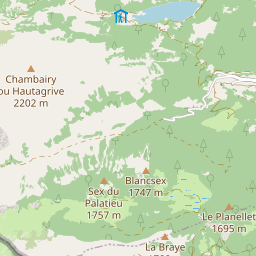 Chambairy
ou Hautagrive
2202 m
Blancsex
1747 m
Sex du
Palatieu
1757 m
Le Planellet
1695 m
La Braye